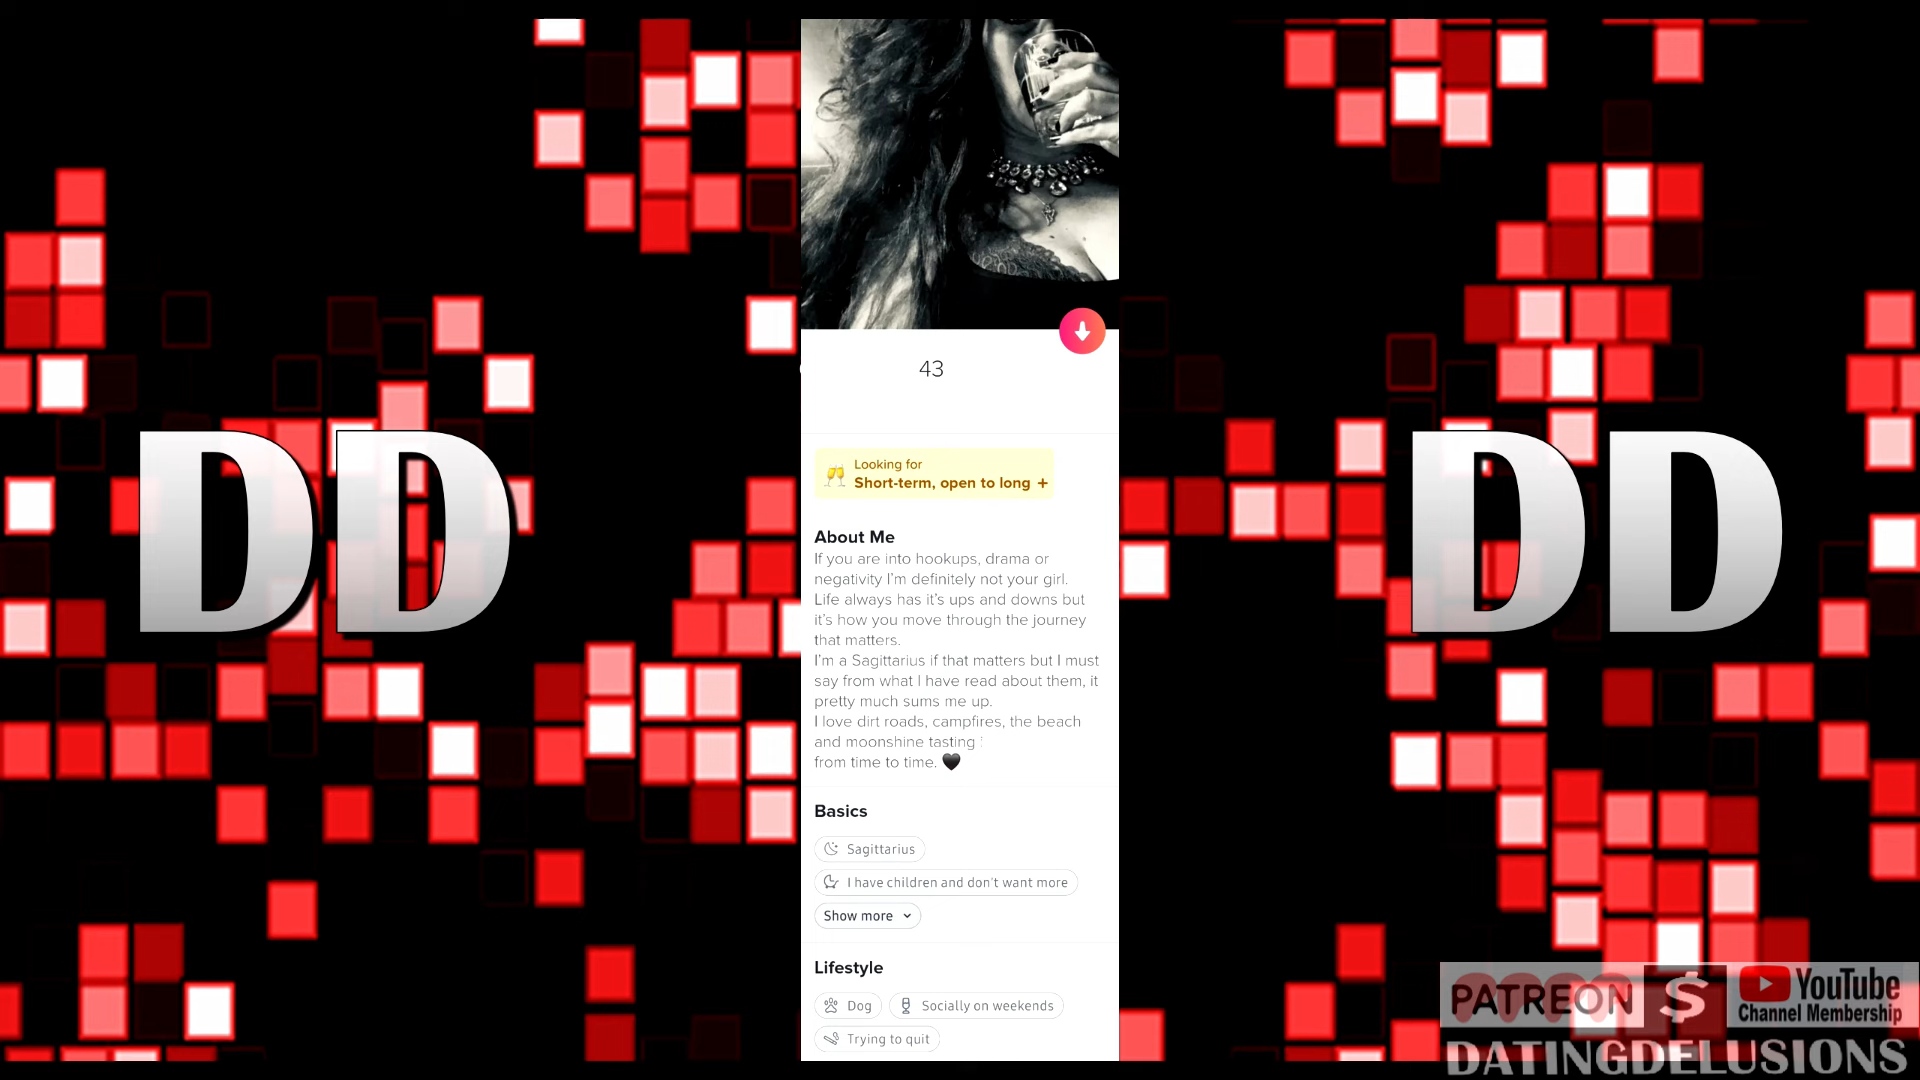 43
Looking for
Short-term, open to long +
About Me
If you are into hookups, drama or
negativity I'm definitely not your girl.
Life always has it's ups and downs but
it's how you move through the journey
that matters.
I'm a Sagittarius if that matters but I must
say from what I have read about them, it
pretty much sums me up.
I love dirt roads, campfires, the beach
and moonshine tasting
from time to time. 🖤
Basics
Sagittarius
I have children and don't want more
Show more
Lifestyle
Dog
Socially on weekends
Trying to quit
DD
DD
PATREON
$
YouTube
Channel Membership
DATINGDELUSIONS